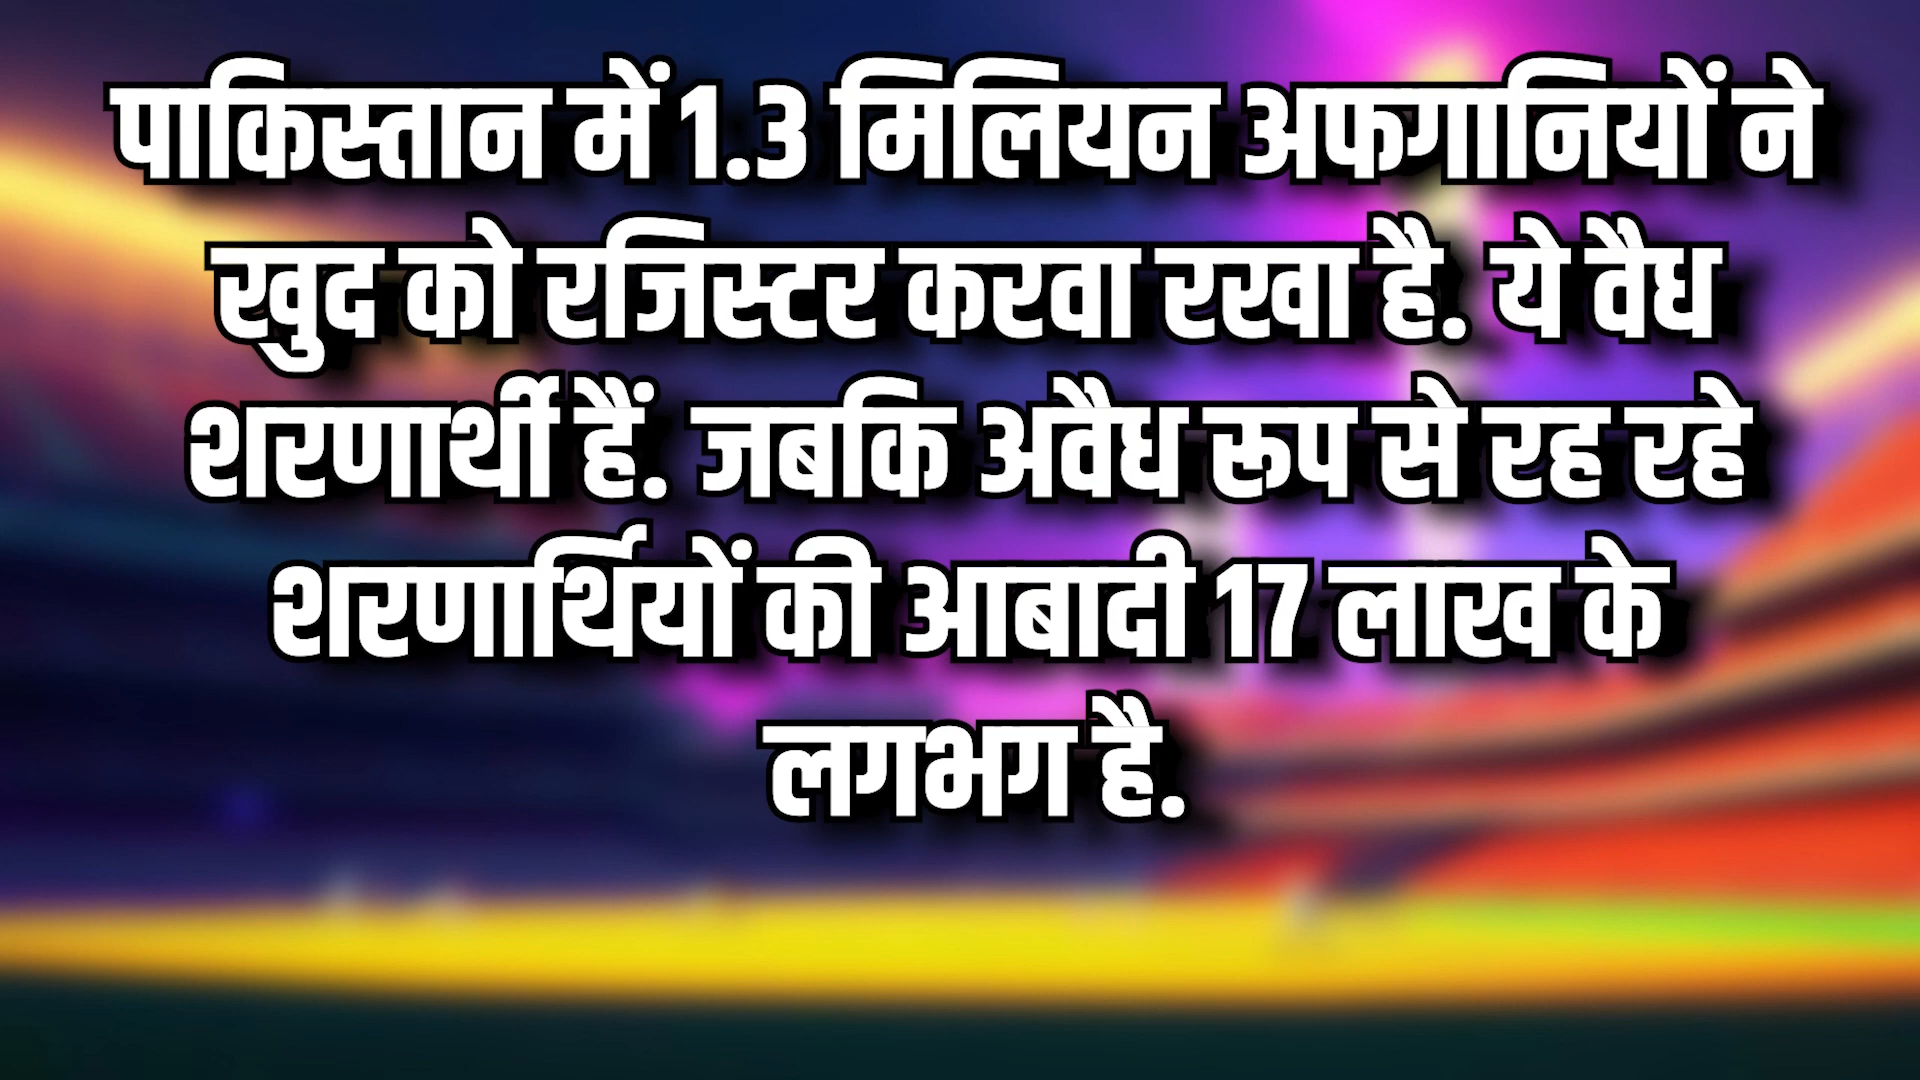 पाकिस्तान में 1.3 मिलियन अफगानियों ने
खुद को रजिस्टर करवा रखा है. ये वैध
शरणार्थी हैं. जबकि अवैध रूप से रह रहे
शरणार्थियों की आबादी 17 लाख के
लगभग है.